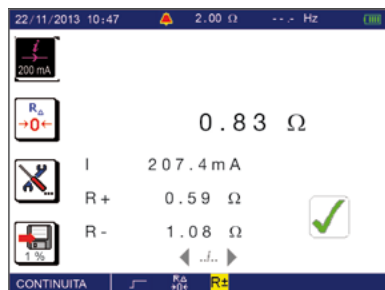 22/11/2013 10:47 2.00 Ω --.- Hz
i
200 mA
RΔ
→0←
0.83 Ω
I 207.4mA
R+ 0.59 Ω
R- 1.08 Ω
1 %
../..
CONTINUITA RΔ →0← R±